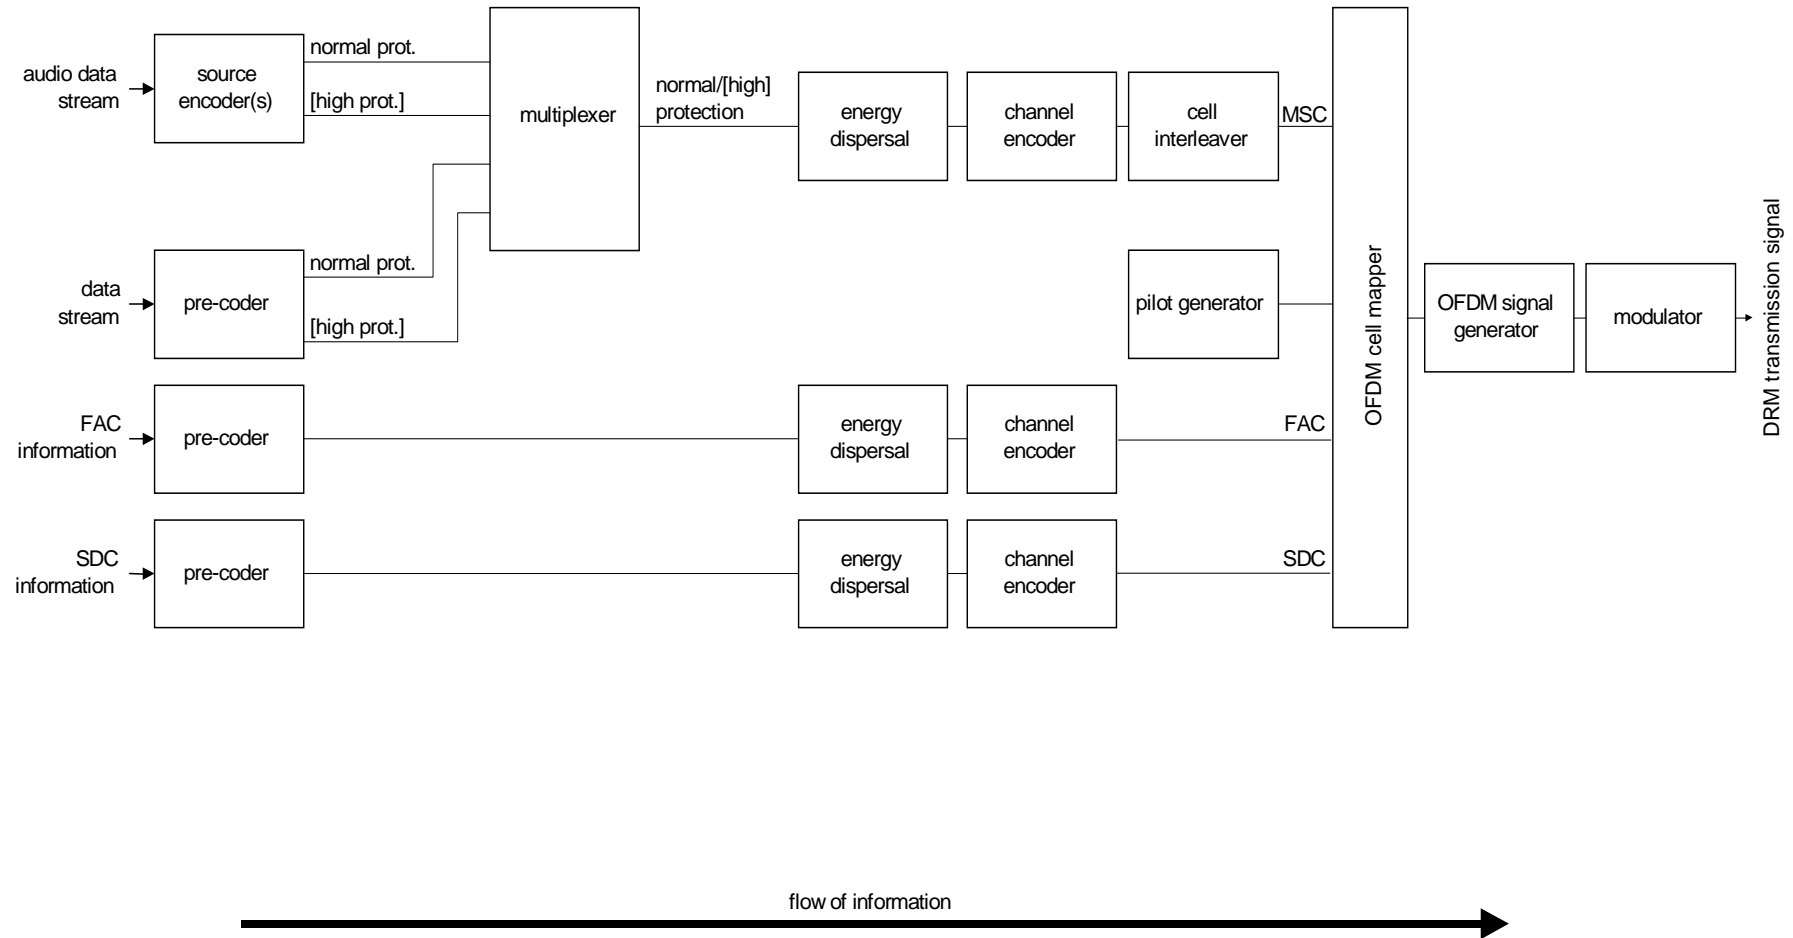 normal prot.
audio data
stream
source
encoder(s)
[high prot.]
multiplexer
normal/[high]
protection
energy
dispersal
channel
encoder
cell
interleaver
MSC
data
stream
pre-coder
normal prot.
[high prot.]
pilot generator
OFDM cell mapper
OFDM signal
generator
modulator
DRM transmission signal
FAC
information
pre-coder
energy
dispersal
channel
encoder
FAC
SDC
information
pre-coder
energy
dispersal
channel
encoder
SDC
flow of information